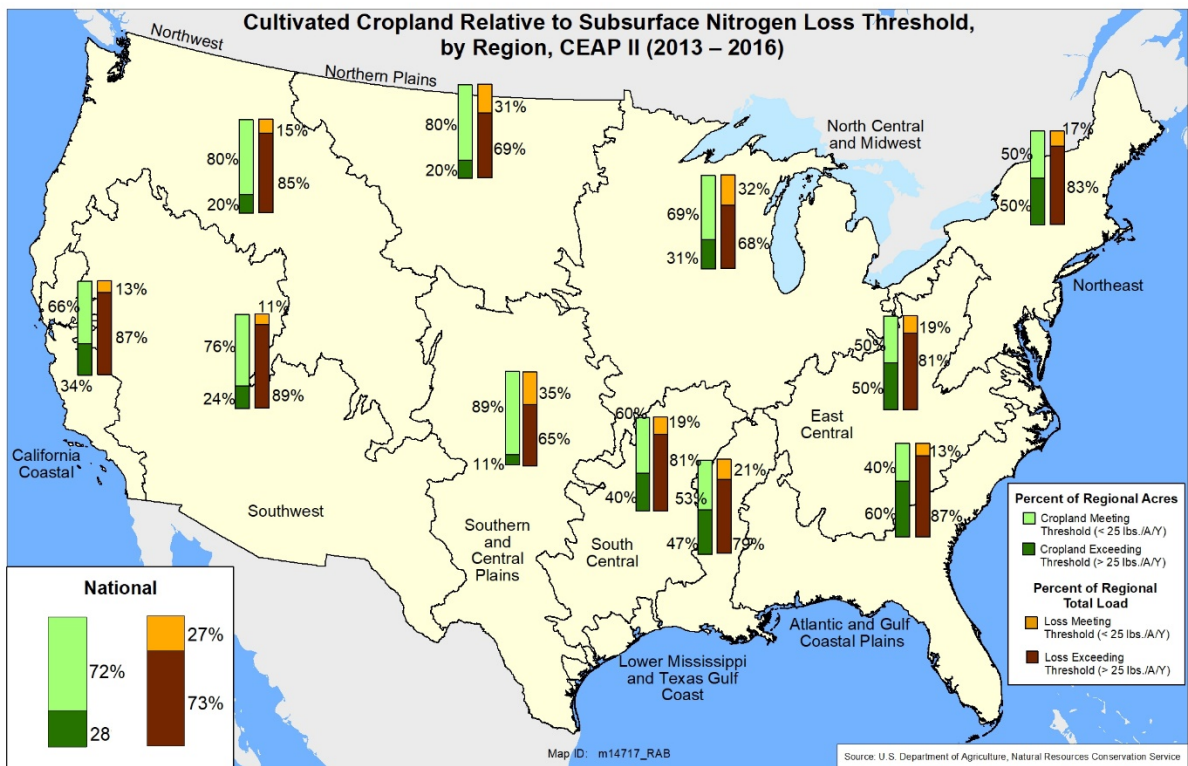 Cultivated Cropland Relative to Subsurface Nitrogen Loss Threshold,
by Region, CEAP II (2013 – 2016)
Northwest
Northern Plains
80%
20%
31%
69%
80%
20%
15%
85%
North Central
and Midwest
69%
31%
32%
68%
50%
50%
17%
83%
Northeast
66%
34%
13%
87%
California
Coastal
76%
24%
11%
89%
Southwest
89%
11%
35%
65%
Southern
and
Central
Plains
60%
40%
19%
81%
South
Central
53%
47%
21%
79%
Lower Mississippi
and Texas Gulf
Coast
50%
50%
19%
81%
East
Central
40%
60%
13%
87%
Atlantic and Gulf
Coastal Plains
National
72%
28
27%
73%
Percent of Regional Acres
Cropland Meeting
Threshold (< 25 lbs./A/Y)
Cropland Exceeding
Threshold (> 25 lbs./A/Y)
Percent of Regional
Total Load
Loss Meeting
Threshold (< 25 lbs./A/Y)
Loss Exceeding
Threshold (> 25 lbs./A/Y)
Map ID: m14717_RAB
Source: U.S. Department of Agriculture, Natural Resources Conservation Service